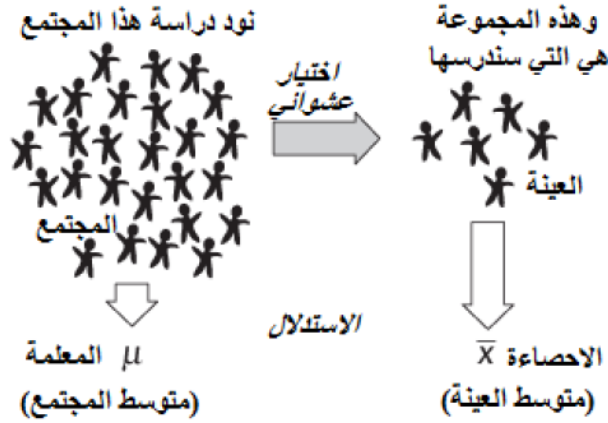 نود دراسة هذا المجتمع
اختيار
عشواني
وهذه المجموعة
هي التي سندرسها
العينة
المجتمع
الاستدلال
μ المعلمة
(متوسط المجتمع)
الاحصاءة x̅
(متوسط العينة)